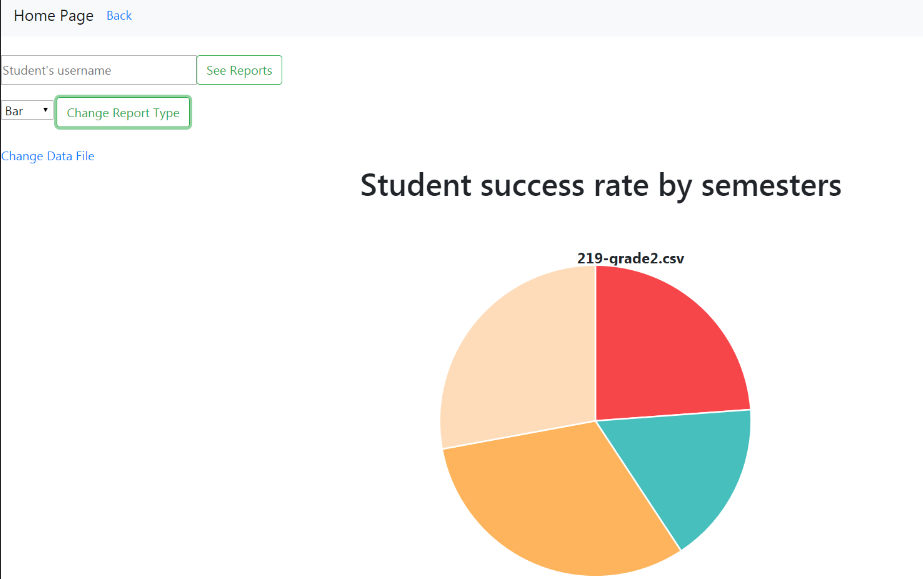 Home Page Back
Student's username See Reports
Bar Change Report Type
Change Data File
Student success rate by semesters
219-grade2.csv